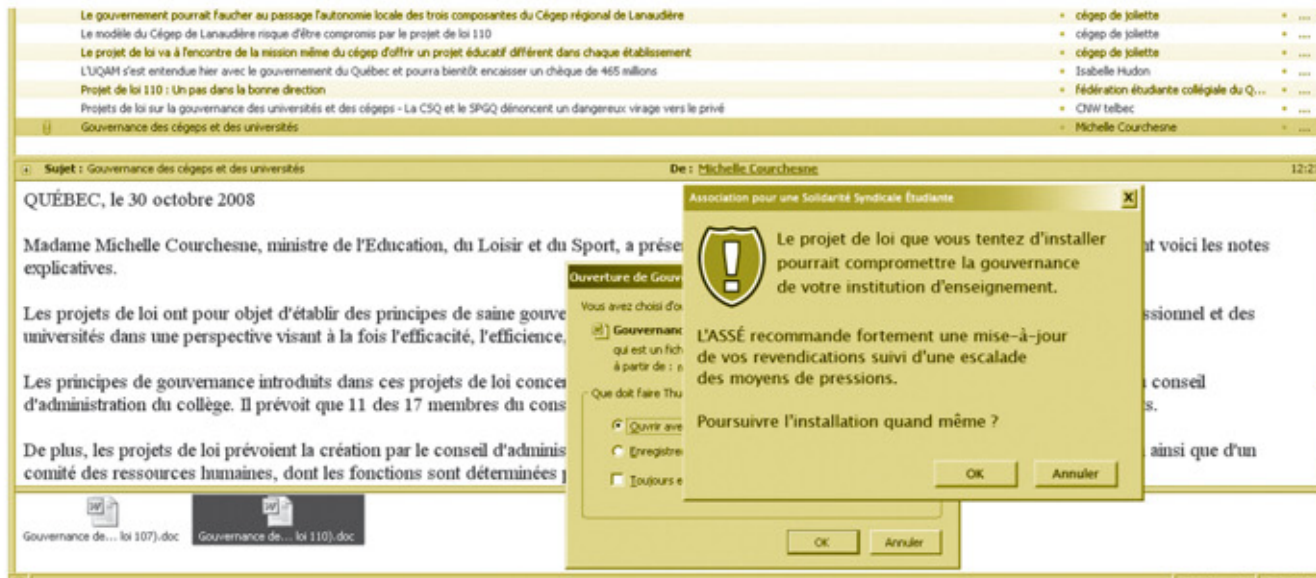 Le gouvernement pourrait faucher au passage l'autonomie locale des trois composantes du Cégep régional de Lanaudière • cégep de joliette • ...
Le modèle du Cégep de Lanaudière risque d'être compromis par le projet de loi 110 • cégep de joliette • ...
Le projet de loi va à l'encontre de la mission même du cégep d'offrir un projet éducatif différent dans chaque établissement • cégep de joliette • ...
L'UQAM s'est entendue hier avec le gouvernement du Québec et pourra bientôt encaisser un chèque de 465 millions • Isabelle Hudon • ...
Projet de loi 110 : Un pas dans la bonne direction • fédération étudiante collégiale du Q... • ...
Projets de loi sur la gouvernance des universités et des cégeps - La CSQ et le SPGQ dénoncent un dangereux virage vers le privé • CNW telbec • ...
Gouvernance des cégeps et des universités • Michelle Courchesne • ...
Sujet : Gouvernance des cégeps et des universités De : Michelle Courchesne 12:2
QUÉBEC, le 30 octobre 2008
Madame Michelle Courchesne, ministre de l'Education, du Loisir et du Sport, a prése
nt voici les notes
explicatives.
Les projets de loi ont pour objet d'établir des principes de saine gouve
ssionnel et des
universités dans une perspective visant à la fois l'efficacité, l'efficience,
Les principes de gouvernance introduits dans ces projets de loi concer
conseil
d'administration du collège. Il prévoit que 11 des 17 membres du cons
s.
De plus, les projets de loi prévoient la création par le conseil d'adminis
ainsi que d'un
comité des ressources humaines, dont les fonctions sont déterminées p
Ouverture de Gouv
Vous avez choisi d'o
Gouvernanc
qui est un fich
à partir de :
Que doit faire Thu
Ouvrir ave
Enregistre
Toujours e
OK Annuler
Association pour une Solidarité Syndicale Étudiante X
Le projet de loi que vous tentez d'installer
pourrait compromettre la gouvernance
de votre institution d'enseignement.
L'ASSÉ recommande fortement une mise-à-jour
de vos revendications suivi d'une escalade
des moyens de pressions.
Poursuivre l'installation quand même ?
OK Annuler
Gouvernance de... loi 107).doc Gouvernance de... loi 110).doc